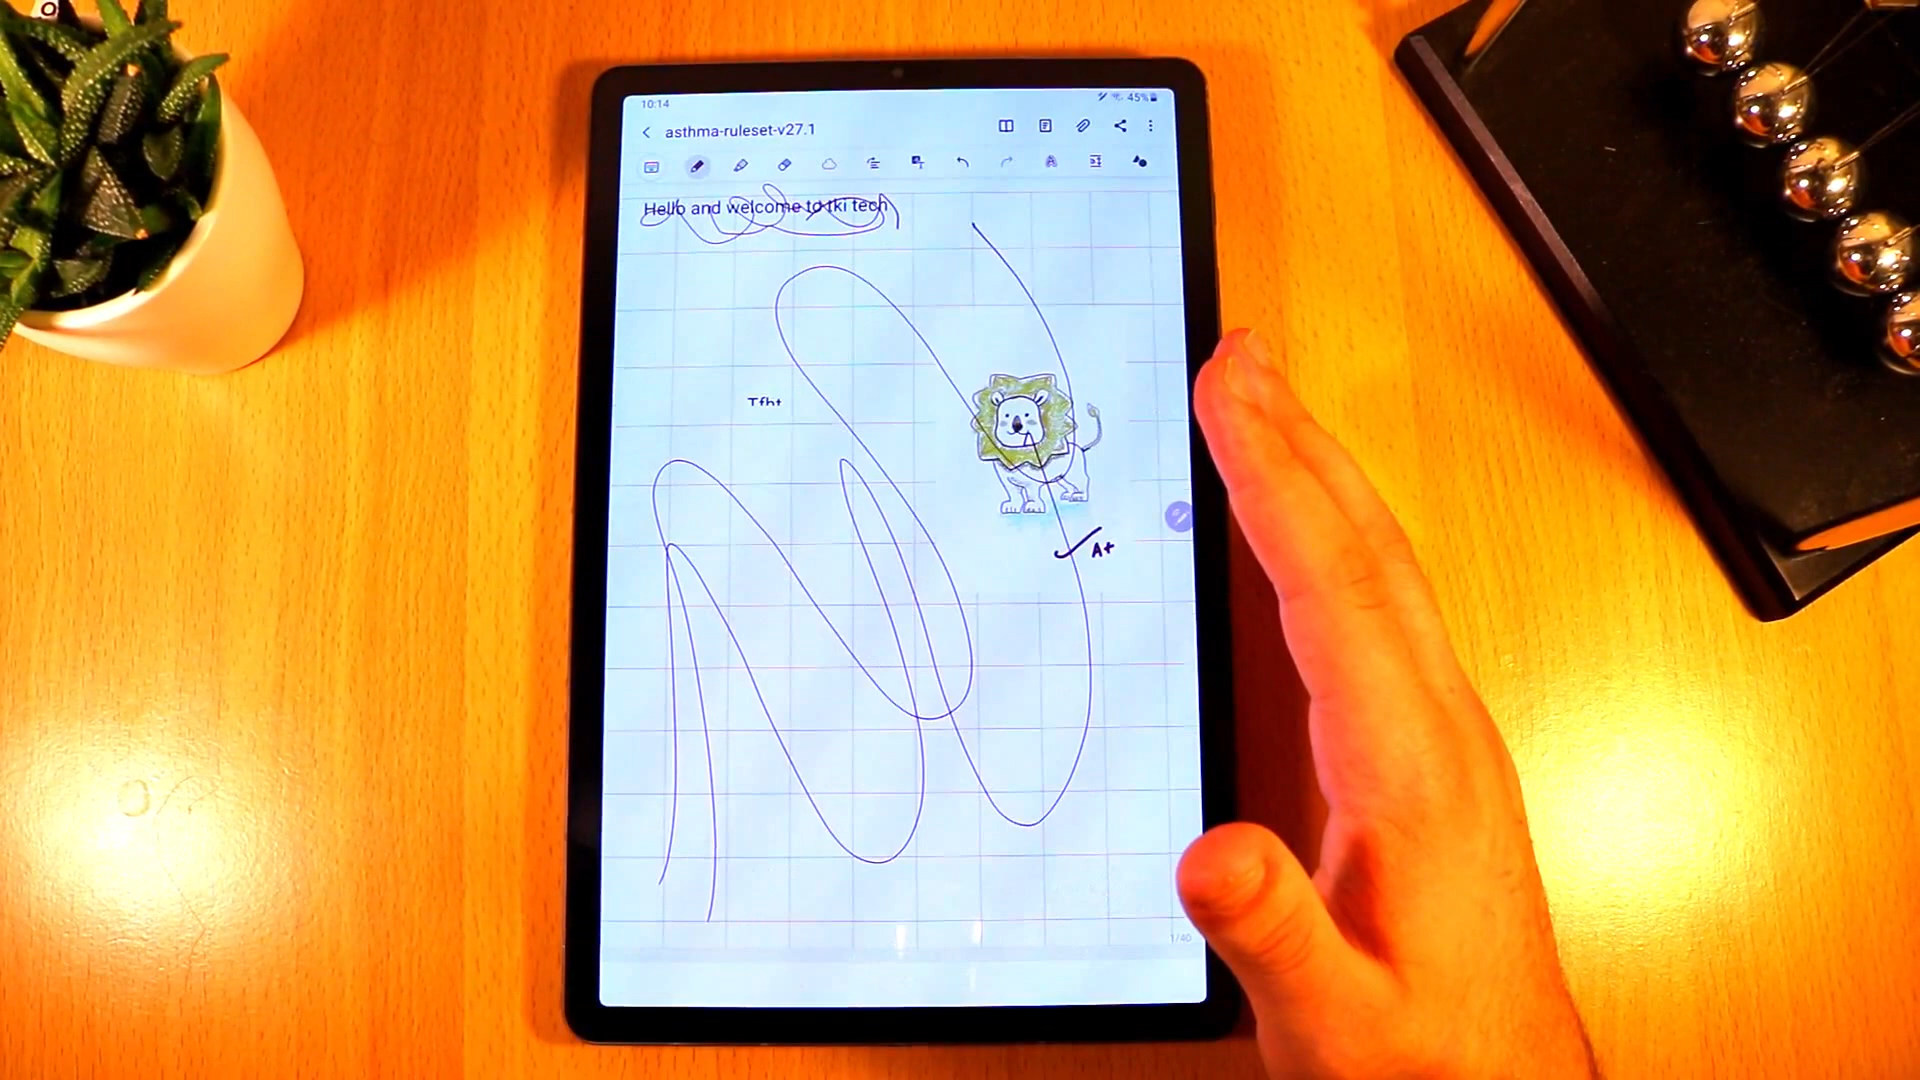 10:14
45%
asthma-ruleset-v27.1
Hello and welcome to tki tech
Tfht
A+
1/40